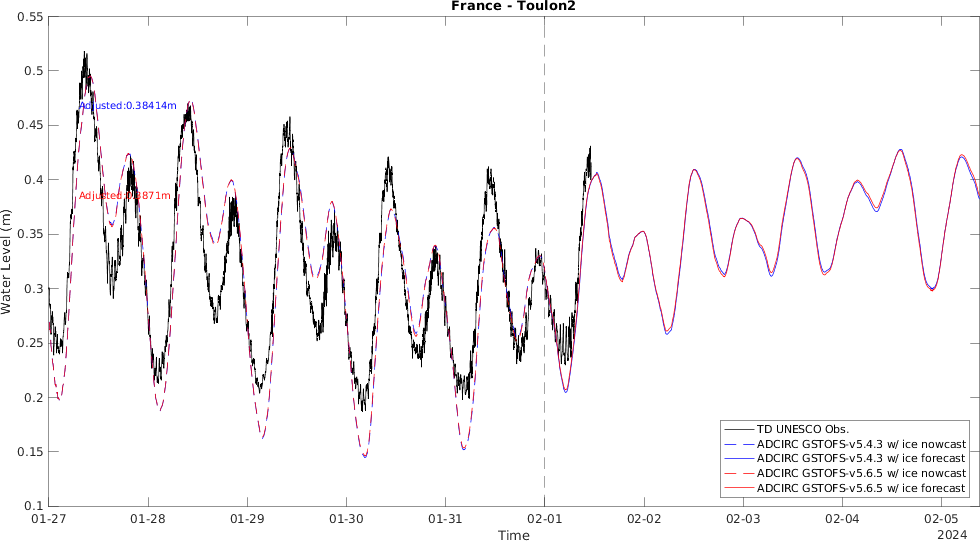 France - Toulon2
0.55
0.5
0.45
0.4
0.35
0.3
0.25
0.2
0.15
0.1
Water Level (m)
Adjusted:0.38414m
Adjusted:0.3871m
TD UNESCO Obs.
ADCIRC GSTOFS-v5.4.3 w/ ice nowcast
ADCIRC GSTOFS-v5.4.3 w/ ice forecast
ADCIRC GSTOFS-v5.6.5 w/ ice nowcast
ADCIRC GSTOFS-v5.6.5 w/ ice forecast
01-27 01-28 01-29 01-30 01-31 02-01 02-02 02-03 02-04 02-05
Time
2024